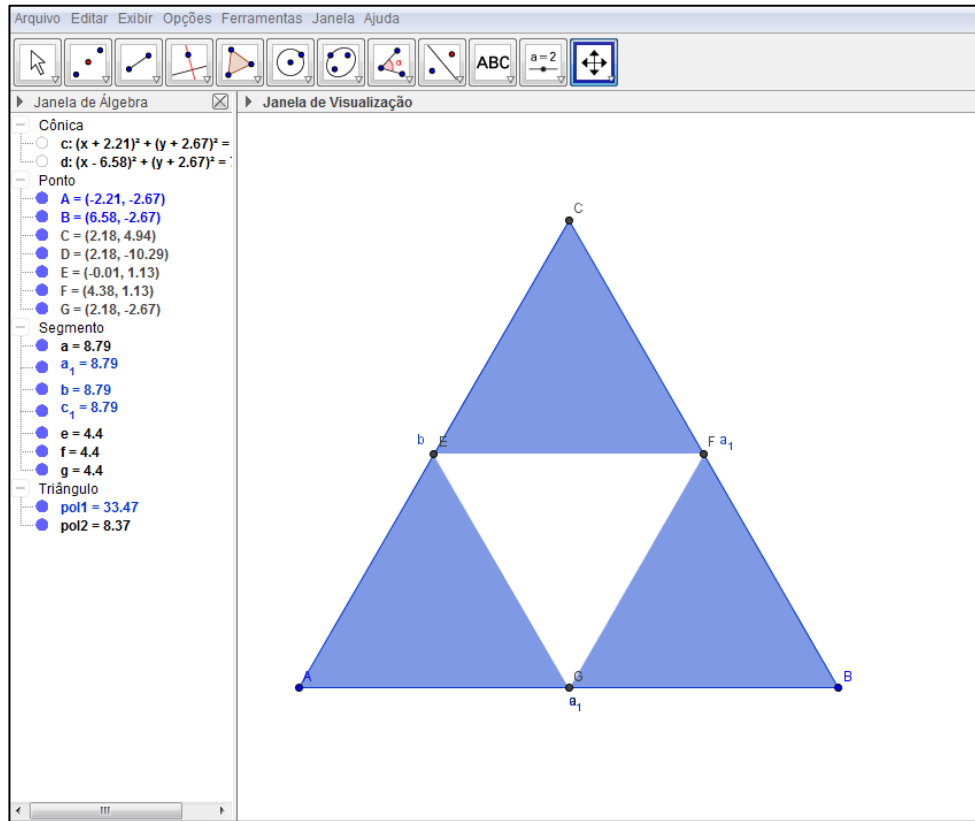 Arquivo Editar Exibir Opções Ferramentas Janela Ajuda
α ABC a=2
Janela de Álgebra
Janela de Visualização
Cônica
c: (x + 2.21)² + (y + 2.67)² =
d: (x - 6.58)² + (y + 2.67)² =
Ponto
A = (-2.21, -2.67)
B = (6.58, -2.67)
C = (2.18, 4.94)
D = (2.18, -10.29)
E = (-0.01, 1.13)
F = (4.38, 1.13)
G = (2.18, -2.67)
Segmento
a = 8.79
a₁ = 8.79
b = 8.79
c₁ = 8.79
e = 4.4
f = 4.4
g = 4.4
Triângulo
pol1 = 33.47
pol2 = 8.37
C
b E F a₁
A G B